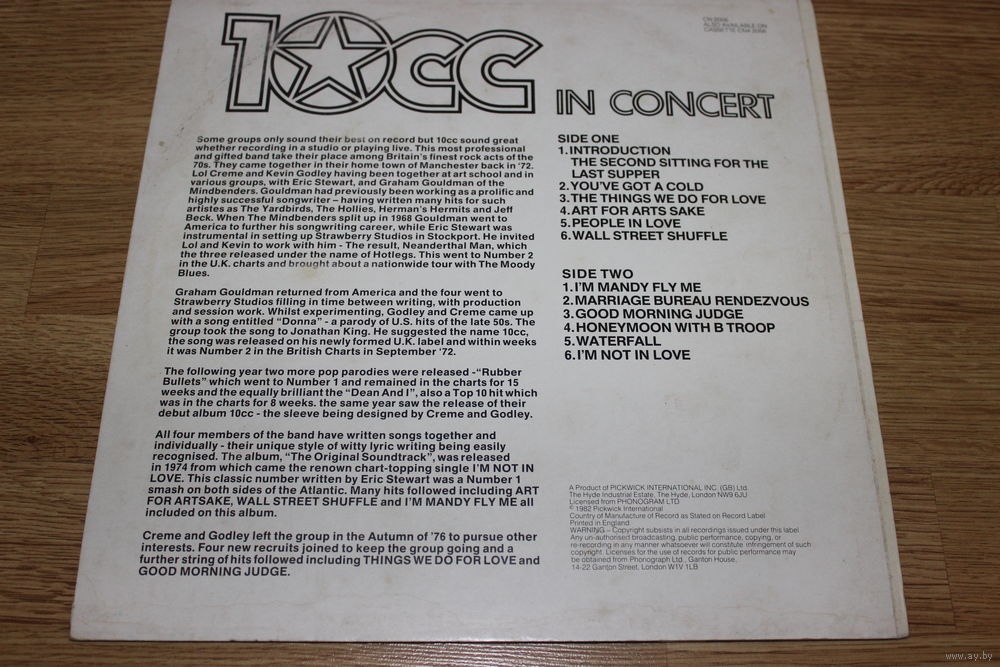 10cc
IN CONCERT
CN 2056
ALSO AVAILABLE ON
CASSETTE CN4 2056
Some groups only sound their best on record but 10cc sound great
whether recording in a studio or playing live. This most professional
and gifted band take their place among Britain's finest rock acts of the
70s. They came together in their home town of Manchester back in '72.
Lol Creme and Kevin Godley having been together at art school and in
various groups, with Eric Stewart, and Graham Gouldman of the
Mindbenders. Gouldman had previously been working as a prolific and
highly successful songwriter – having written many hits for such
artistes as The Yardbirds, The Hollies, Herman's Hermits and Jeff
Beck. When The Mindbenders split up in 1968 Gouldman went to
America to further his songwriting career, while Eric Stewart was
instrumental in setting up Strawberry Studios in Stockport. He invited
Lol and Kevin to work with him - The result, Neanderthal Man, which
the three released under the name of Hotlegs. This went to Number 2
in the U.K. charts and brought about a nationwide tour with The Moody
Blues.
Graham Gouldman returned from America and the four went to
Strawberry Studios filling in time between writing, with production
and session work. Whilst experimenting, Godley and Creme came up
with a song entitled "Donna" - a parody of U.S. hits of the late 50s. The
group took the song to Jonathan King. He suggested the name 10cc,
the song was released on his newly formed U.K. label and within weeks
it was Number 2 in the British Charts in September '72.
The following year two more pop parodies were released -"Rubber
Bullets" which went to Number 1 and remained in the charts for 15
weeks and the equally brilliant the "Dean And I", also a Top 10 hit which
was in the charts for 8 weeks. the same year saw the release of their
debut album 10cc - the sleeve being designed by Creme and Godley.
All four members of the band have written songs together and
individually - their unique style of witty lyric writing being easily
recognised. The album, "The Original Soundtrack", was released
in 1974 from which came the renown chart-topping single I'M NOT IN
LOVE. This classic number written by Eric Stewart was a Number 1
smash on both sides of the Atlantic. Many hits followed including ART
FOR ARTSAKE, WALL STREET SHUFFLE and I'M MANDY FLY ME all
included on this album.
Creme and Godley left the group in the Autumn of '76 to pursue other
interests. Four new recruits joined to keep the group going and a
further string of hits followed including THINGS WE DO FOR LOVE and
GOOD MORNING JUDGE.
SIDE ONE
1. INTRODUCTION
THE SECOND SITTING FOR THE
LAST SUPPER
2. YOU'VE GOT A COLD
3. THE THINGS WE DO FOR LOVE
4. ART FOR ARTS SAKE
5. PEOPLE IN LOVE
6. WALL STREET SHUFFLE
SIDE TWO
1. I'M MANDY FLY ME
2. MARRIAGE BUREAU RENDEZVOUS
3. GOOD MORNING JUDGE
4. HONEYMOON WITH B TROOP
5. WATERFALL
6. I'M NOT IN LOVE
A Product of PICKWICK INTERNATIONAL INC. (GB) Ltd.
The Hyde Industrial Estate, The Hyde, London NW9 6JU
Licensed from PHONOGRAM LTD
℗ 1982 Pickwick International
Country of Manufacture of Record as Stated on Record Label
Printed in England
WARNING – Copyright subsists in all recordings issued under this label.
Any un-authorised broadcasting, public performance, copying, or
re-recording in any manner whatsoever will constitute infringement of such
copyright. Licenses for the use of records for public performance may
be obtained from Phonograph Ltd., Ganton House,
14-22 Ganton Street, London W1V 1LB
www.ay.by